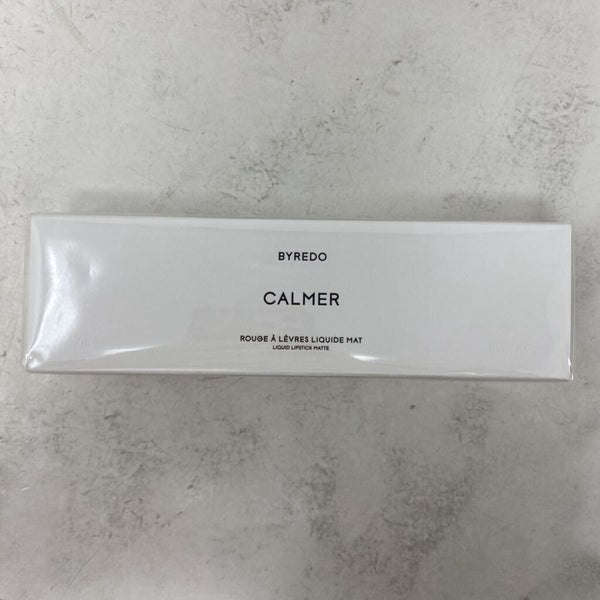 BYREDO
CALMER
ROUGE À LÈVRES LIQUIDE MAT
LIQUID LIPSTICK MATTE